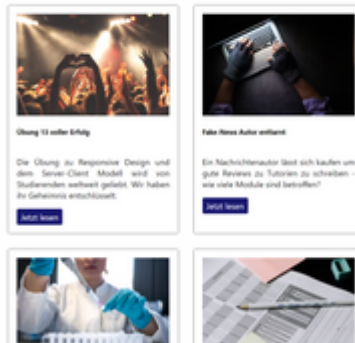 Übung 13 voller Erfolg
Die Übung zu Responsive Design und
dem Server-Client Modell wird von
Studierenden weltweit geliebt. Wir haben
ihr Geheimnis entschlüsselt.
Jetzt lesen
Fake News Autor enttarnt
Ein Nachrichtenautor lässt sich kaufen um
gute Reviews zu Tutorien zu schreiben -
wie viele Module sind betroffen?
Jetzt lesen